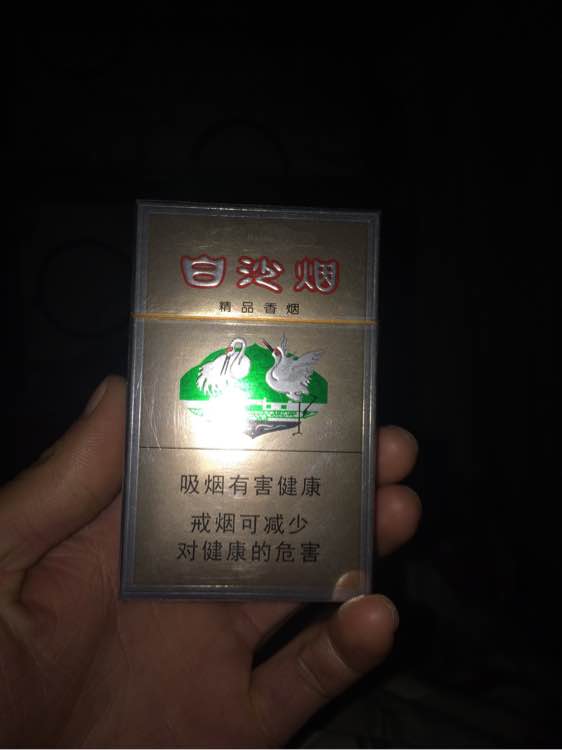 白沙烟
精品香烟
吸烟有害健康
戒烟可减少
对健康的危害